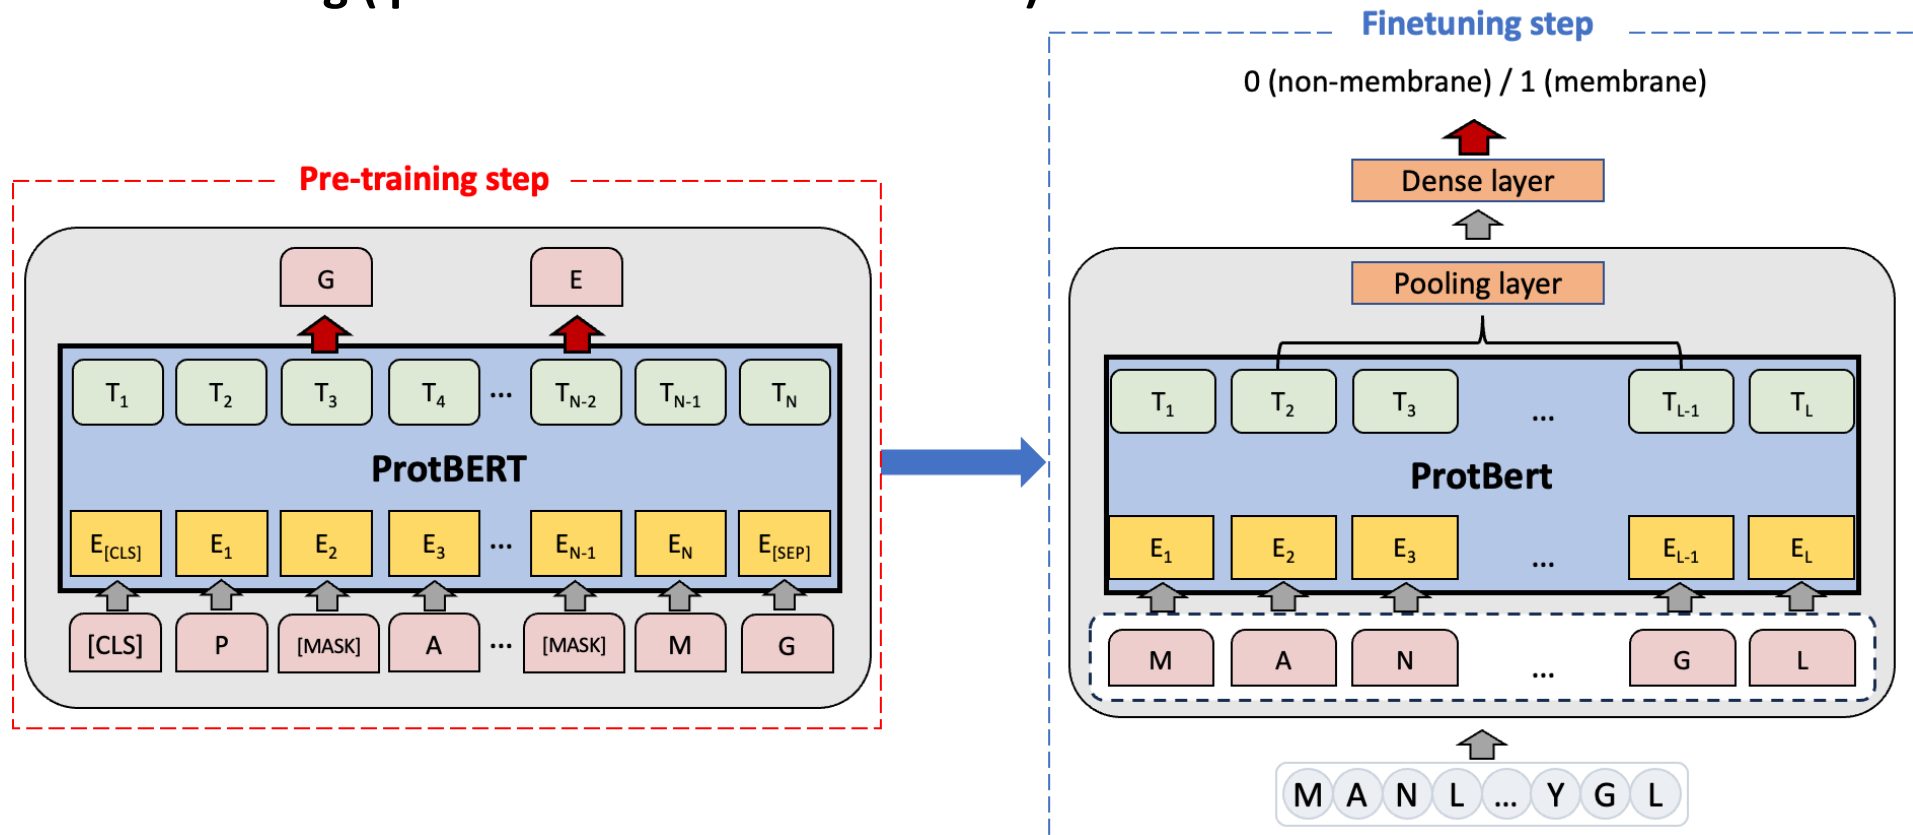 Pre-training step
G E
T1 T2 T3 T4 ... TN-2 TN-1 TN
ProtBERT
E[CLS] E1 E2 E3 ... EN-1 EN E[SEP]
[CLS] P [MASK] A ... [MASK] M G
Finetuning step
0 (non-membrane) / 1 (membrane)
Dense layer
Pooling layer
T1 T2 T3 ... TL-1 TL
ProtBert
E1 E2 E3 ... EL-1 EL
M A N ... G L
M A N L ... Y G L